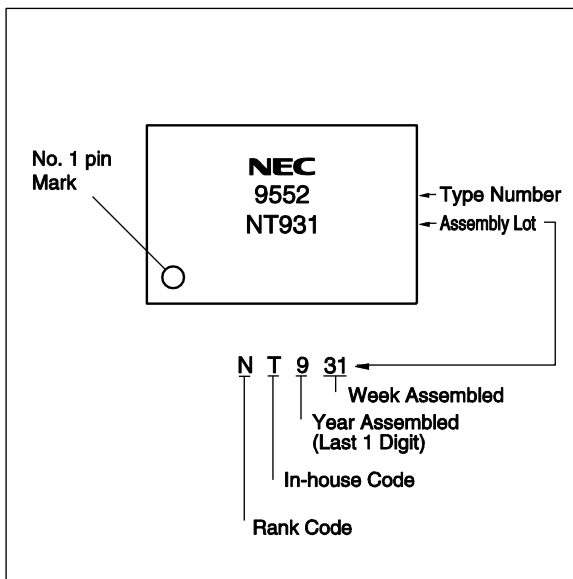 No. 1 pin
Mark
NEC
9552
NT931
Type Number
Assembly Lot
N T 9 31
Week Assembled
Year Assembled
(Last 1 Digit)
In-house Code
Rank Code